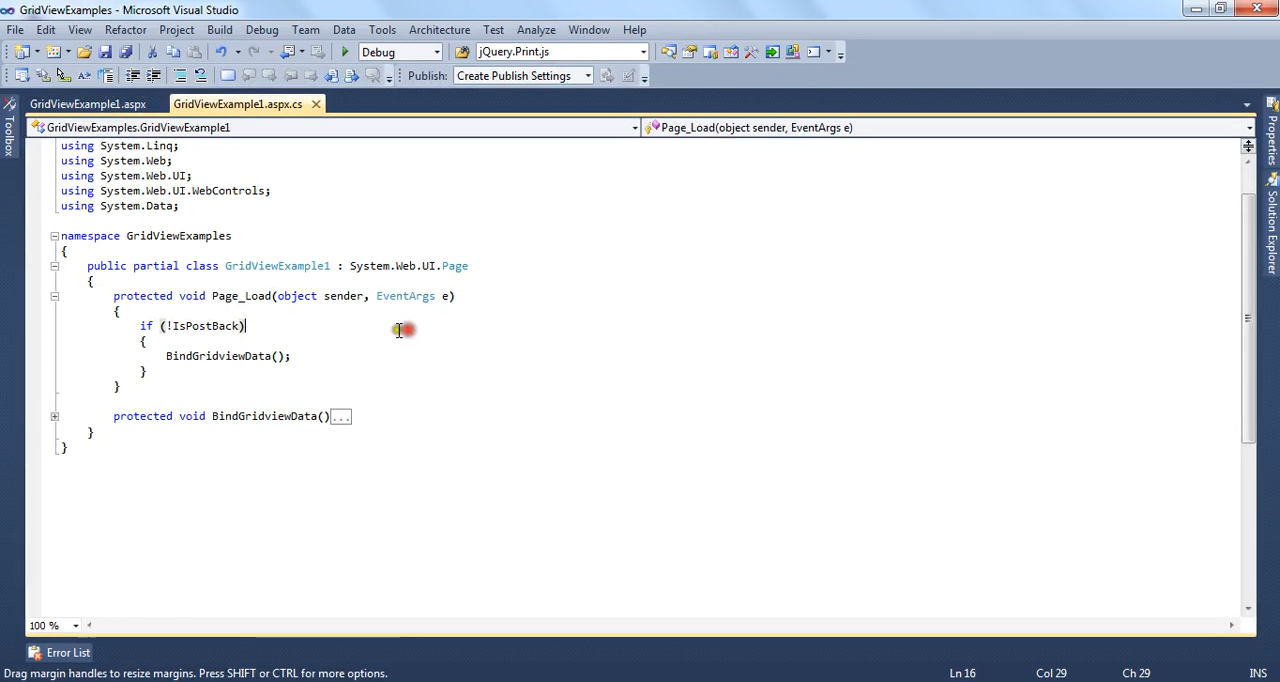 GridViewExamples - Microsoft Visual Studio
File Edit View Refactor Project Build Debug Team Data Tools Architecture Test Analyze Window Help
Debug jQuery.Print.js
Publish: Create Publish Settings
GridViewExample1.aspx GridViewExample1.aspx.cs
GridViewExamples.GridViewExample1 Page_Load(object sender, EventArgs e)
using System.Linq;
using System.Web;
using System.Web.UI;
using System.Web.UI.WebControls;
using System.Data;
namespace GridViewExamples
{
public partial class GridViewExample1 : System.Web.UI.Page
{
protected void Page_Load(object sender, EventArgs e)
{
if (!IsPostBack)
{
BindGridviewData();
}
}
protected void BindGridviewData()...
}
}
100 %
Error List
Drag margin handles to resize margins. Press SHIFT or CTRL for more options. Ln 16 Col 29 Ch 29 INS
Toolbox
Properties
Solution Explorer